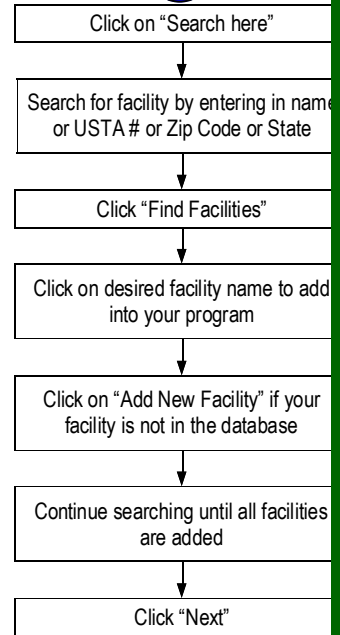 Click on “Search here”
Search for facility by entering in name
or USTA # or Zip Code or State
Click “Find Facilities”
Click on desired facility name to add
into your program
Click on “Add New Facility” if your
facility is not in the database
Continue searching until all facilities
are added
Click “Next”